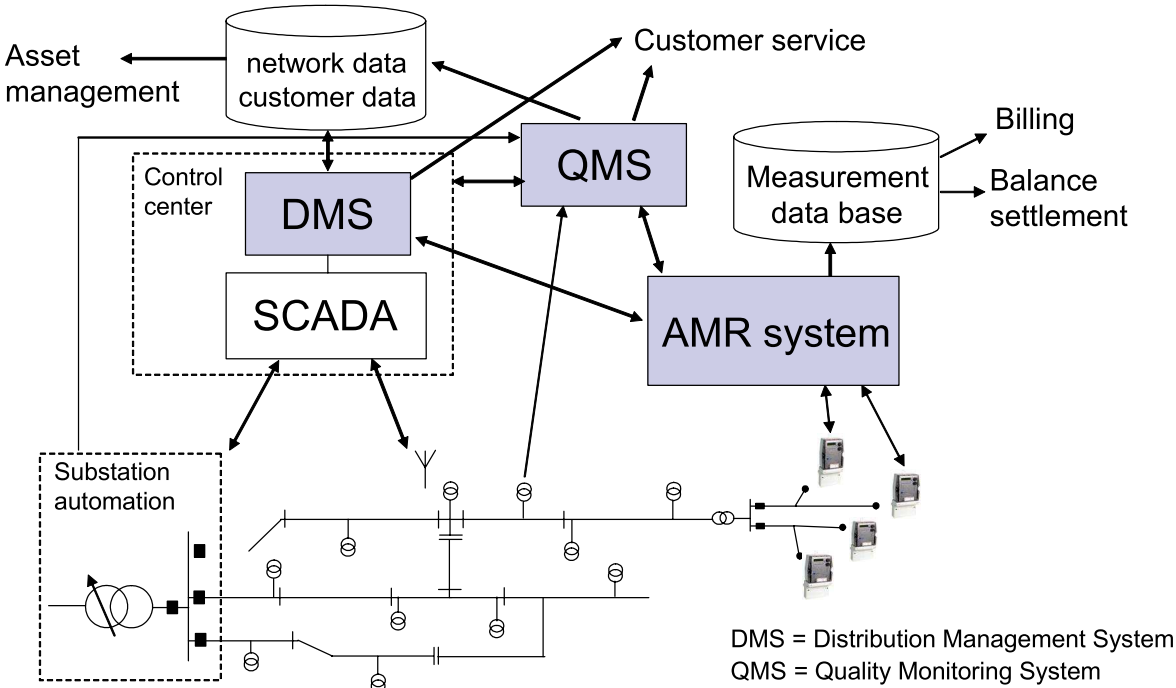 Asset
management
network data
customer data
Customer service
Control
center
DMS
SCADA
QMS
Measurement
data base
Billing
Balance
settlement
AMR system
Substation
automation
DMS = Distribution Management System
QMS = Quality Monitoring System